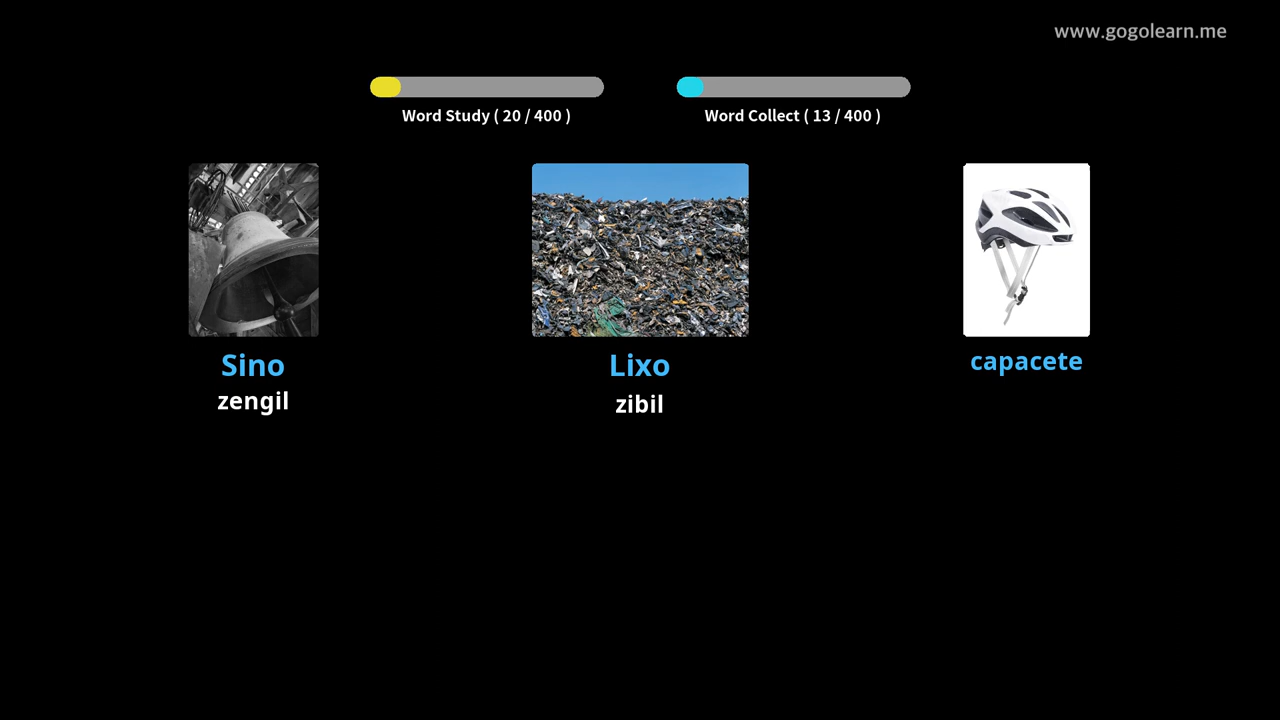 www.gogolearn.me
Word Study ( 20 / 400 )
Word Collect ( 13 / 400 )
Sino
zengil
Lixo
zibil
capacete